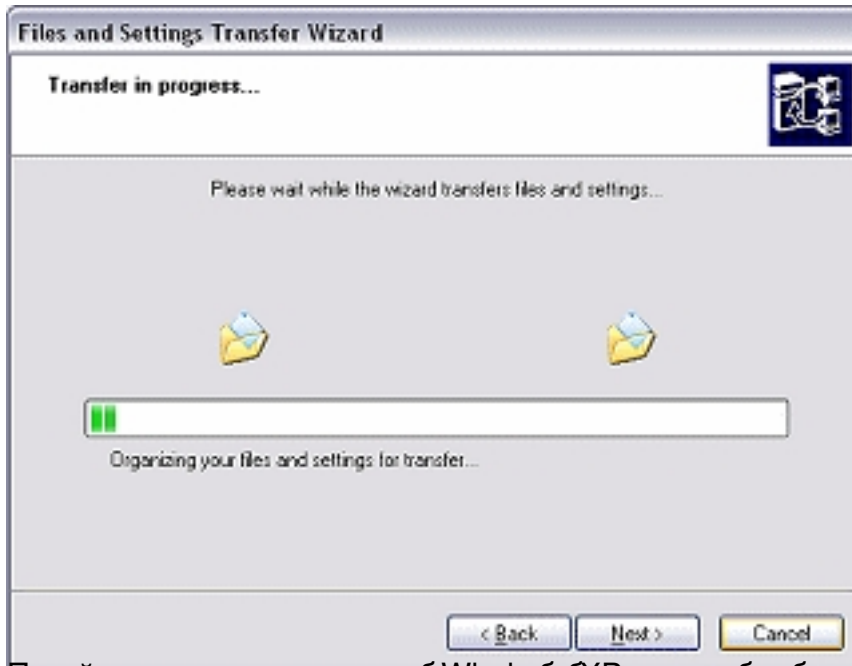 Files and Settings Transfer Wizard
Transfer in progress...
Please wait while the wizard transfers files and settings...
Organizing your files and settings for transfer...
< Back
Next >
Cancel